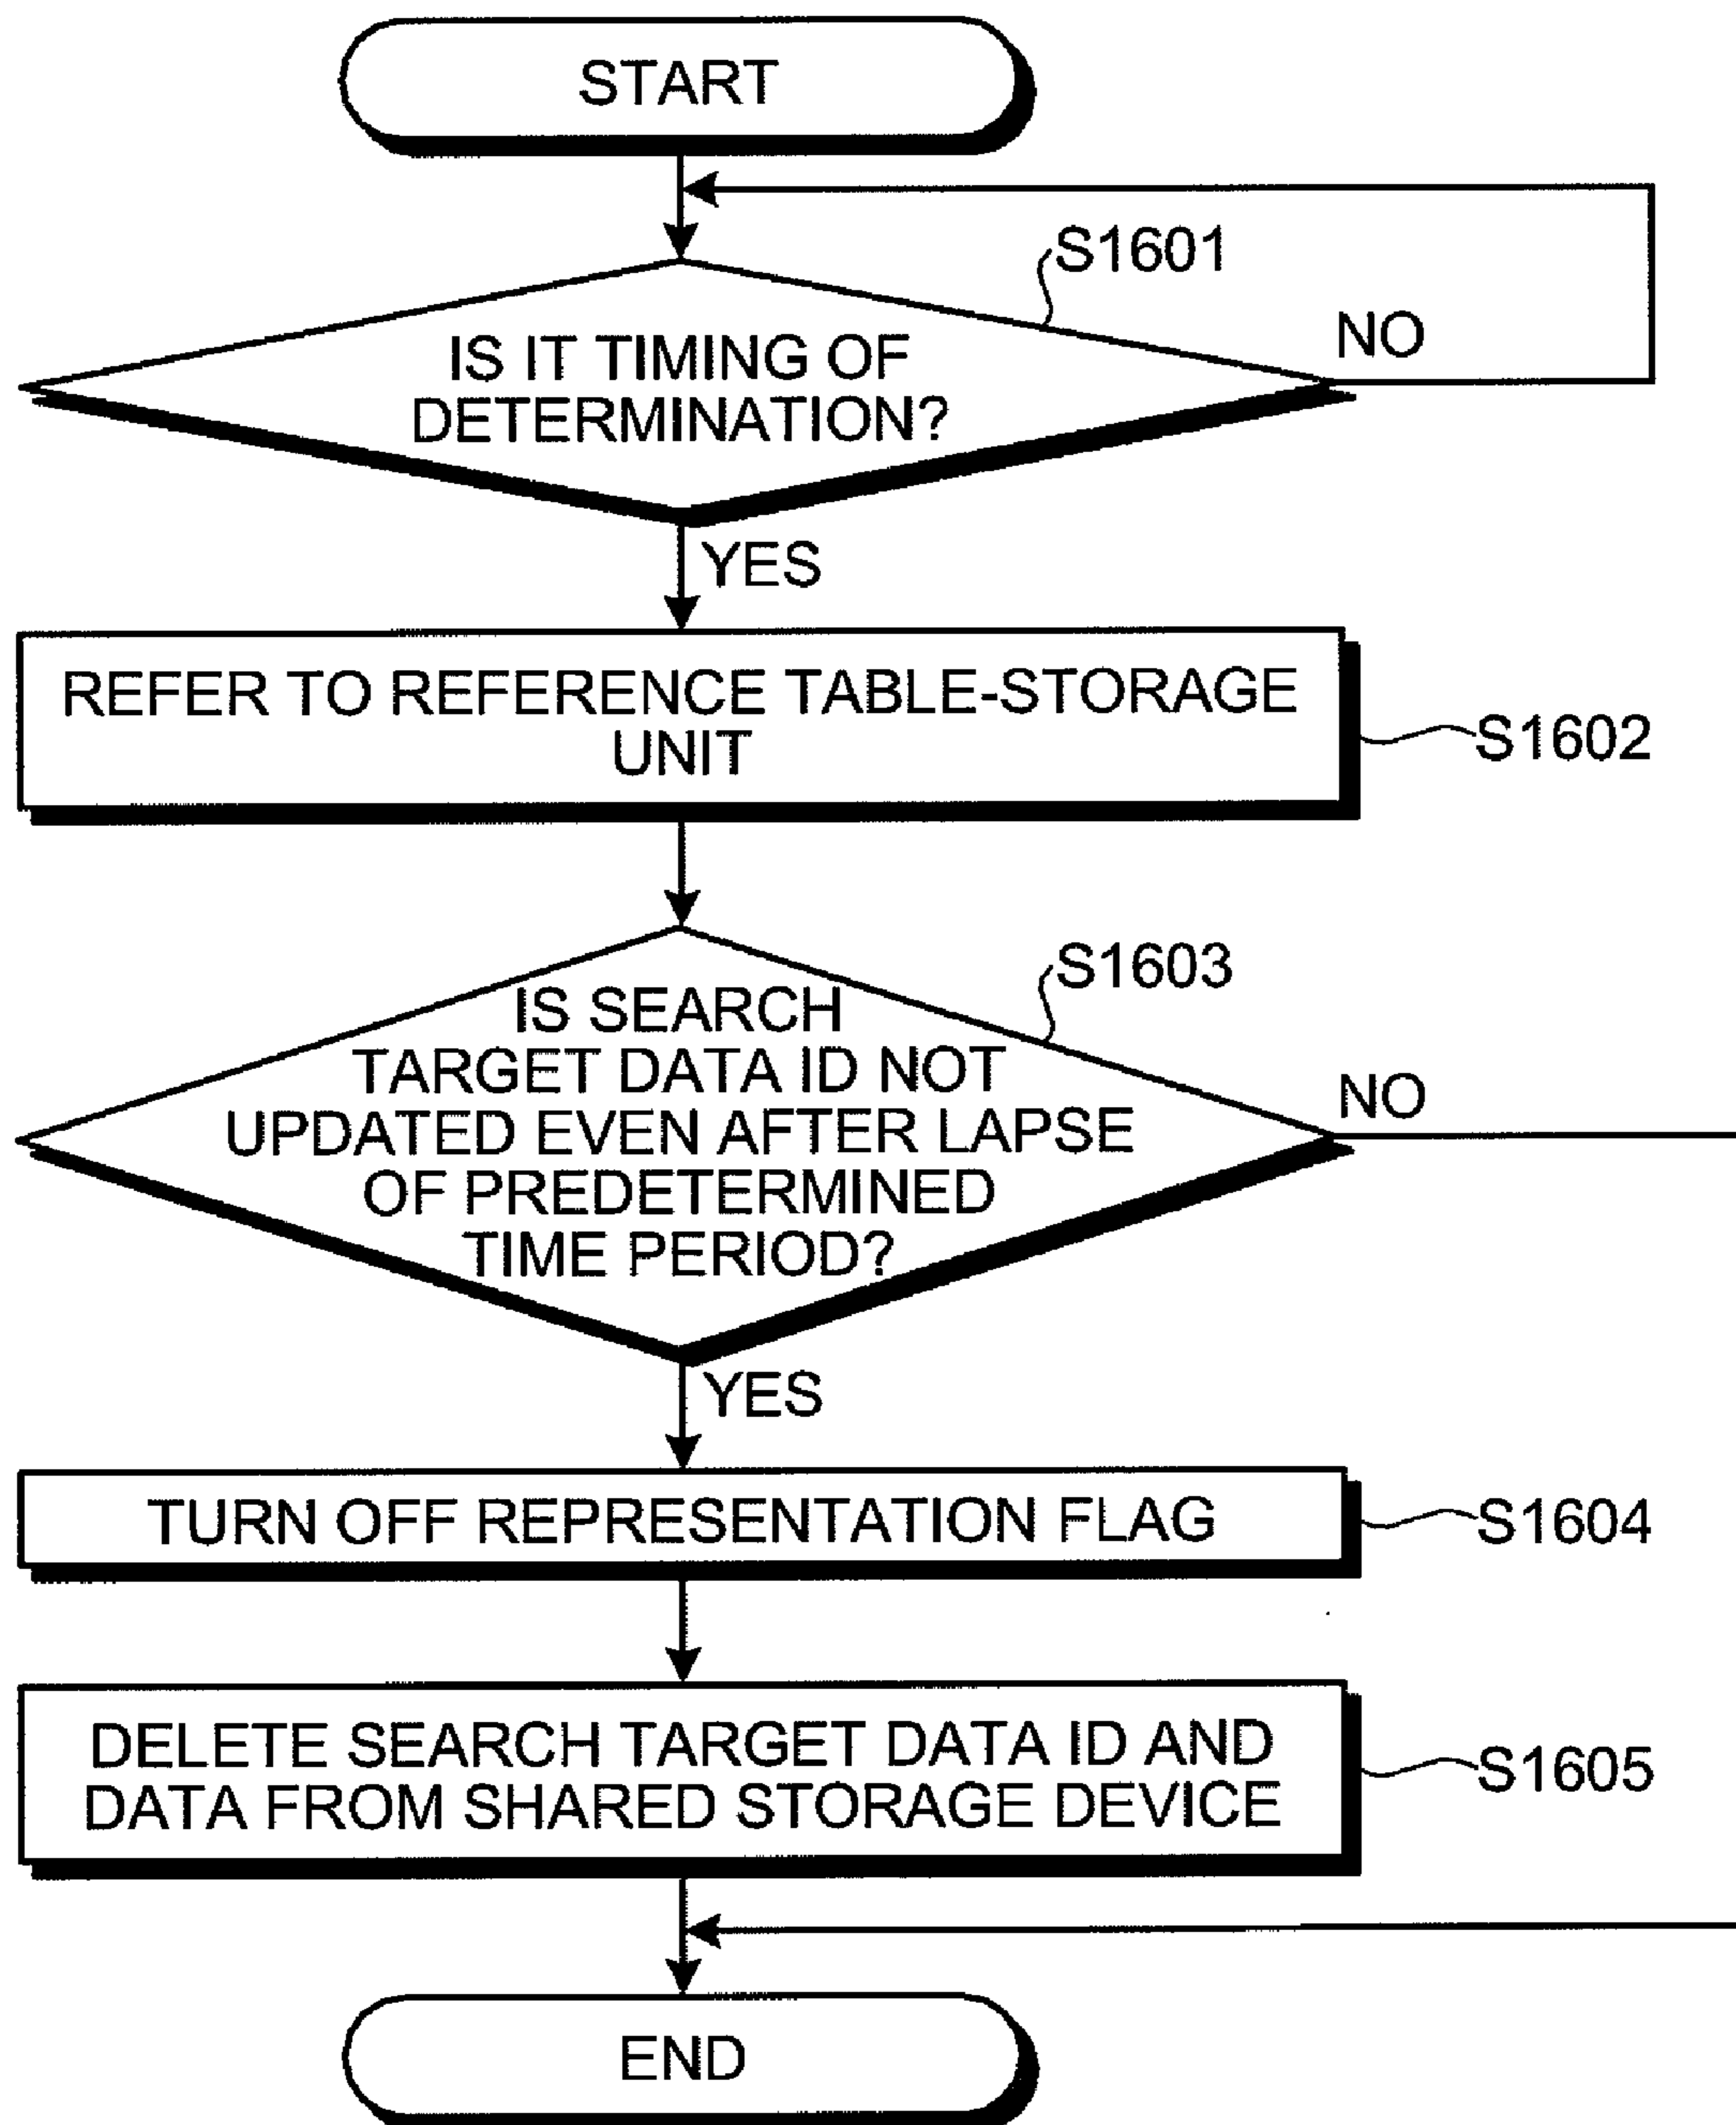 START
S1601
IS IT TIMING OF
DETERMINATION?
NO
YES
REFER TO REFERENCE TABLE-STORAGE
UNIT
S1602
S1603
IS SEARCH
TARGET DATA ID NOT
UPDATED EVEN AFTER LAPSE
OF PREDETERMINED
TIME PERIOD?
NO
YES
TURN OFF REPRESENTATION FLAG
S1604
DELETE SEARCH TARGET DATA ID AND
DATA FROM SHARED STORAGE DEVICE
S1605
END